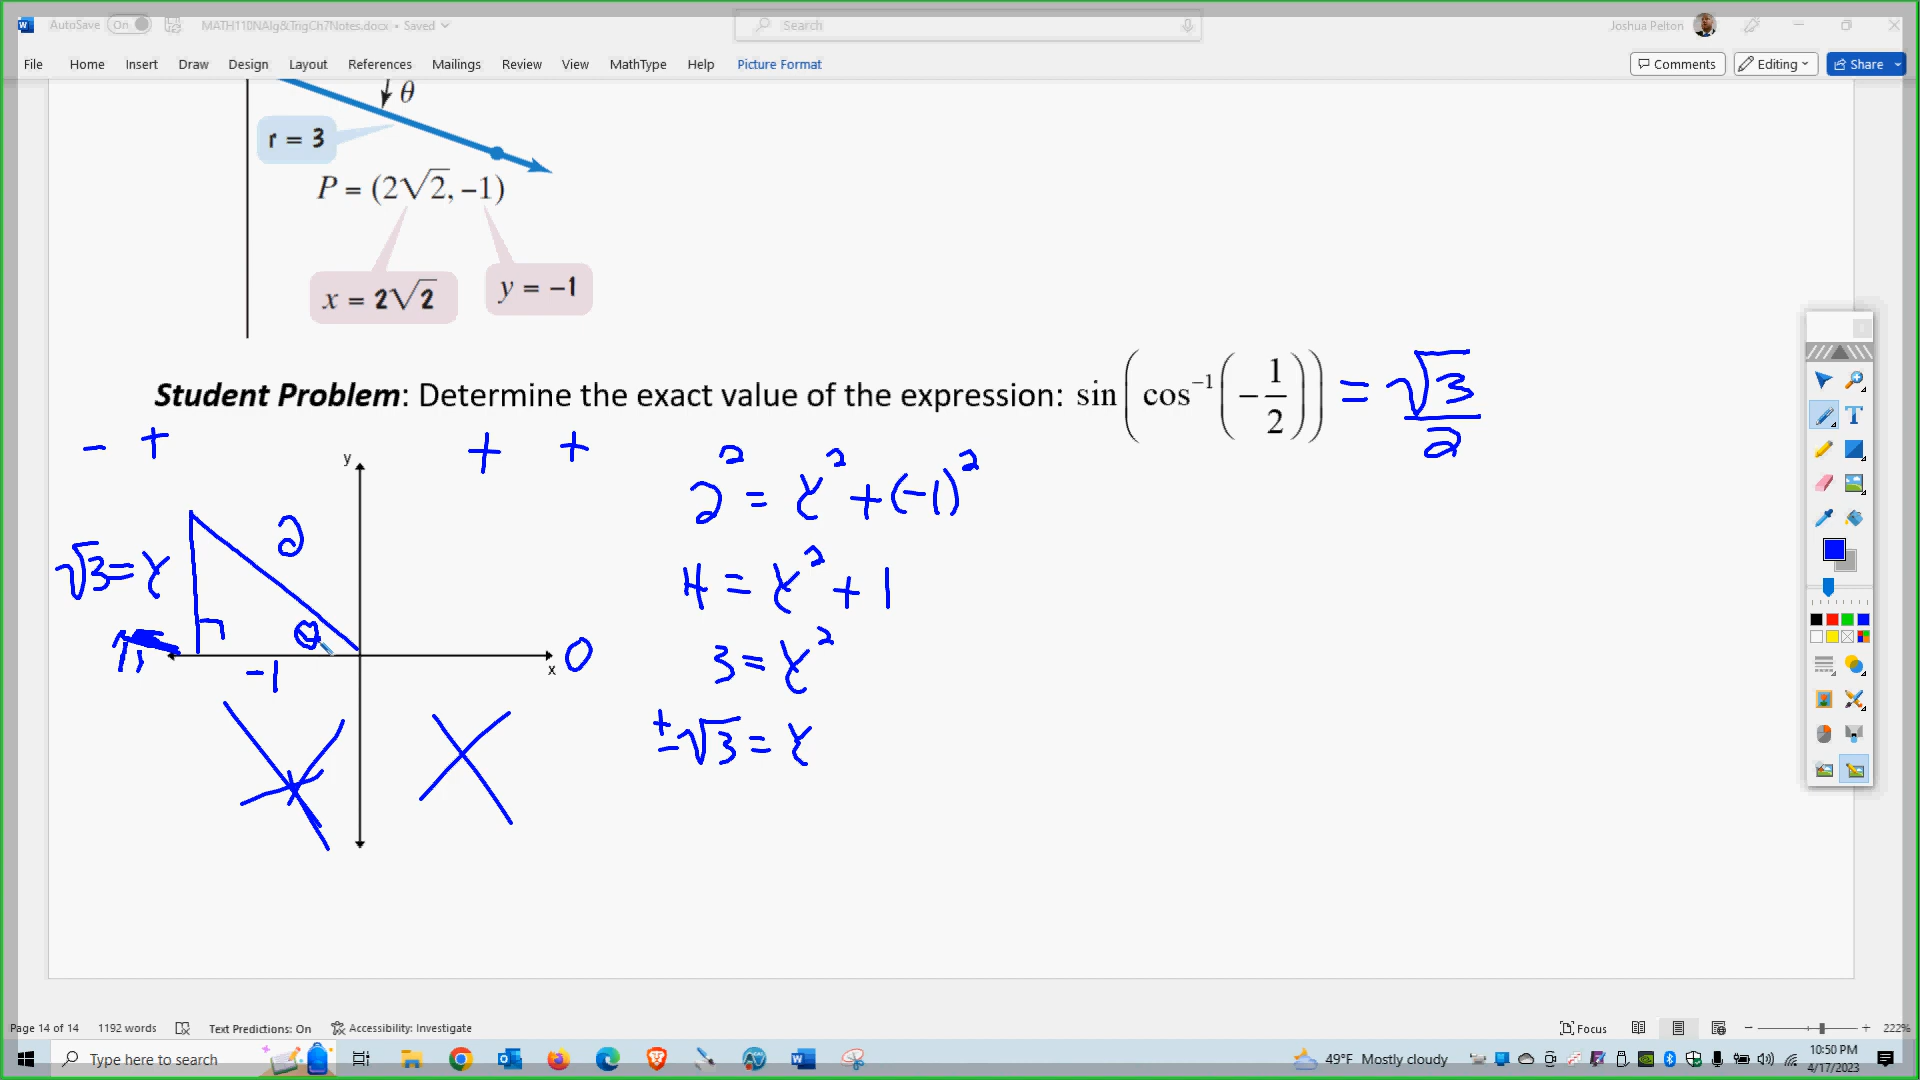 AutoSave On MATH110NAlg&TrigCh7Notes.docx • Saved Search Joshua Pelton
File Home Insert Draw Design Layout References Mailings Review View MathType Help Picture Format Comments Editing Share
θ
r = 3
P = (2√2, −1)
x = 2√2 y = −1
Student Problem: Determine the exact value of the expression: sin(cos⁻¹(−1/2)) = √3/2
− + + +
y
2² = y² + (−1)²
2
√3 = y
4 = y² + 1
θ
π 0
x
−1
3 = y²
±√3 = y
Page 14 of 14 1192 words Text Predictions: On Accessibility: Investigate Focus 222%
Type here to search 49°F Mostly cloudy 10:50 PM
4/17/2023